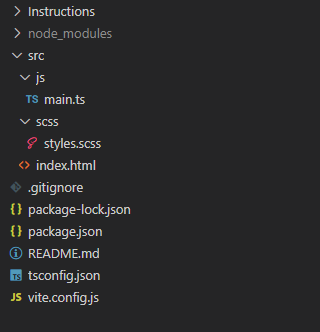 Instructions
node_modules
src
js
TS main.ts
scss
styles.scss
<> index.html
.gitignore
{} package-lock.json
{} package.json
README.md
TS tsconfig.json
JS vite.config.js